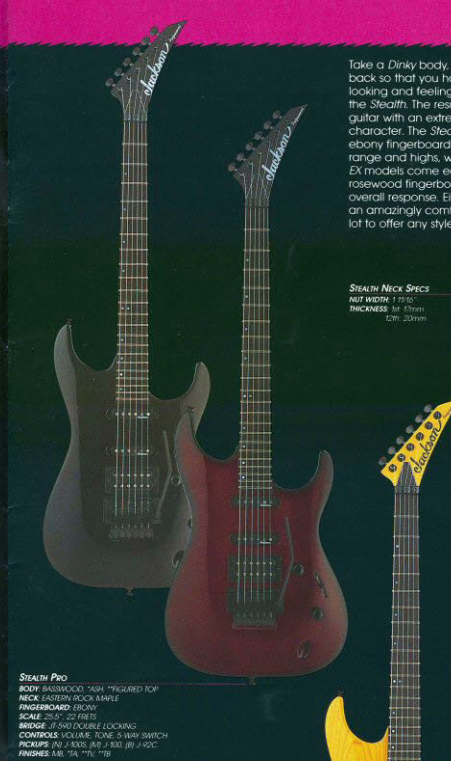 Jackson
Jackson
Take a Dinky body,
back so that you ha
looking and feeling
the Stealth. The resu
guitar with an extre
character. The Stea
ebony fingerboard
range and highs, w
EX models come eq
rosewood fingerbo
overall response. Ei
an amazingly comf
lot to offer any style
STEALTH NECK SPECS
NUT WIDTH: 1 11/16"
THICKNESS: 1st: 17mm
12th: 20mm
Jackson
STEALTH PRO
BODY: BASSWOOD, *ASH, **FIGURED TOP
NECK: EASTERN ROCK MAPLE
FINGERBOARD: EBONY
SCALE: 25.5", 22 FRETS
BRIDGE: JT-590 DOUBLE LOCKING
CONTROLS: VOLUME, TONE, 5-WAY SWITCH
PICKUPS: (N) J-100S, (M) J-100, (B) J-92C
FINISHES: MB, *TA, **TV, **TB